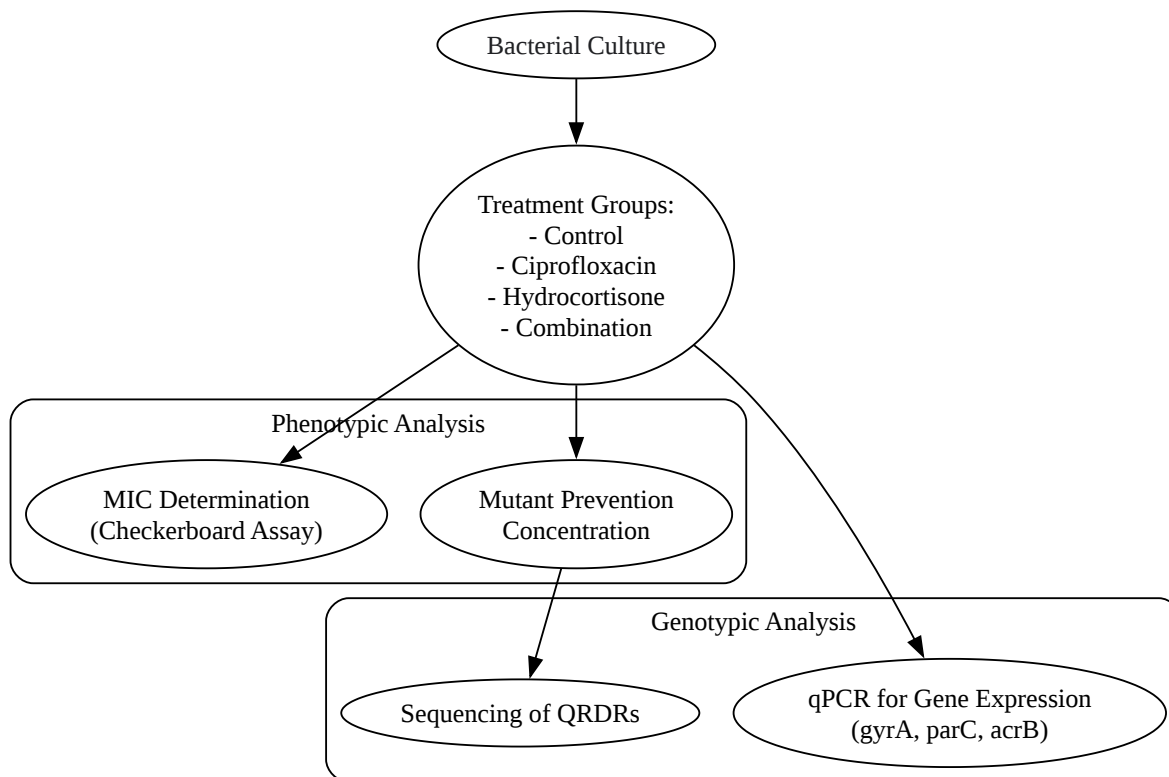 Bacterial Culture
Treatment Groups:
- Control
- Ciprofloxacin
- Hydrocortisone
- Combination
Phenotypic Analysis
MIC Determination
(Checkerboard Assay)
Mutant Prevention
Concentration
Genotypic Analysis
Sequencing of QRDRs
qPCR for Gene Expression
(gyrA, parC, acrB)